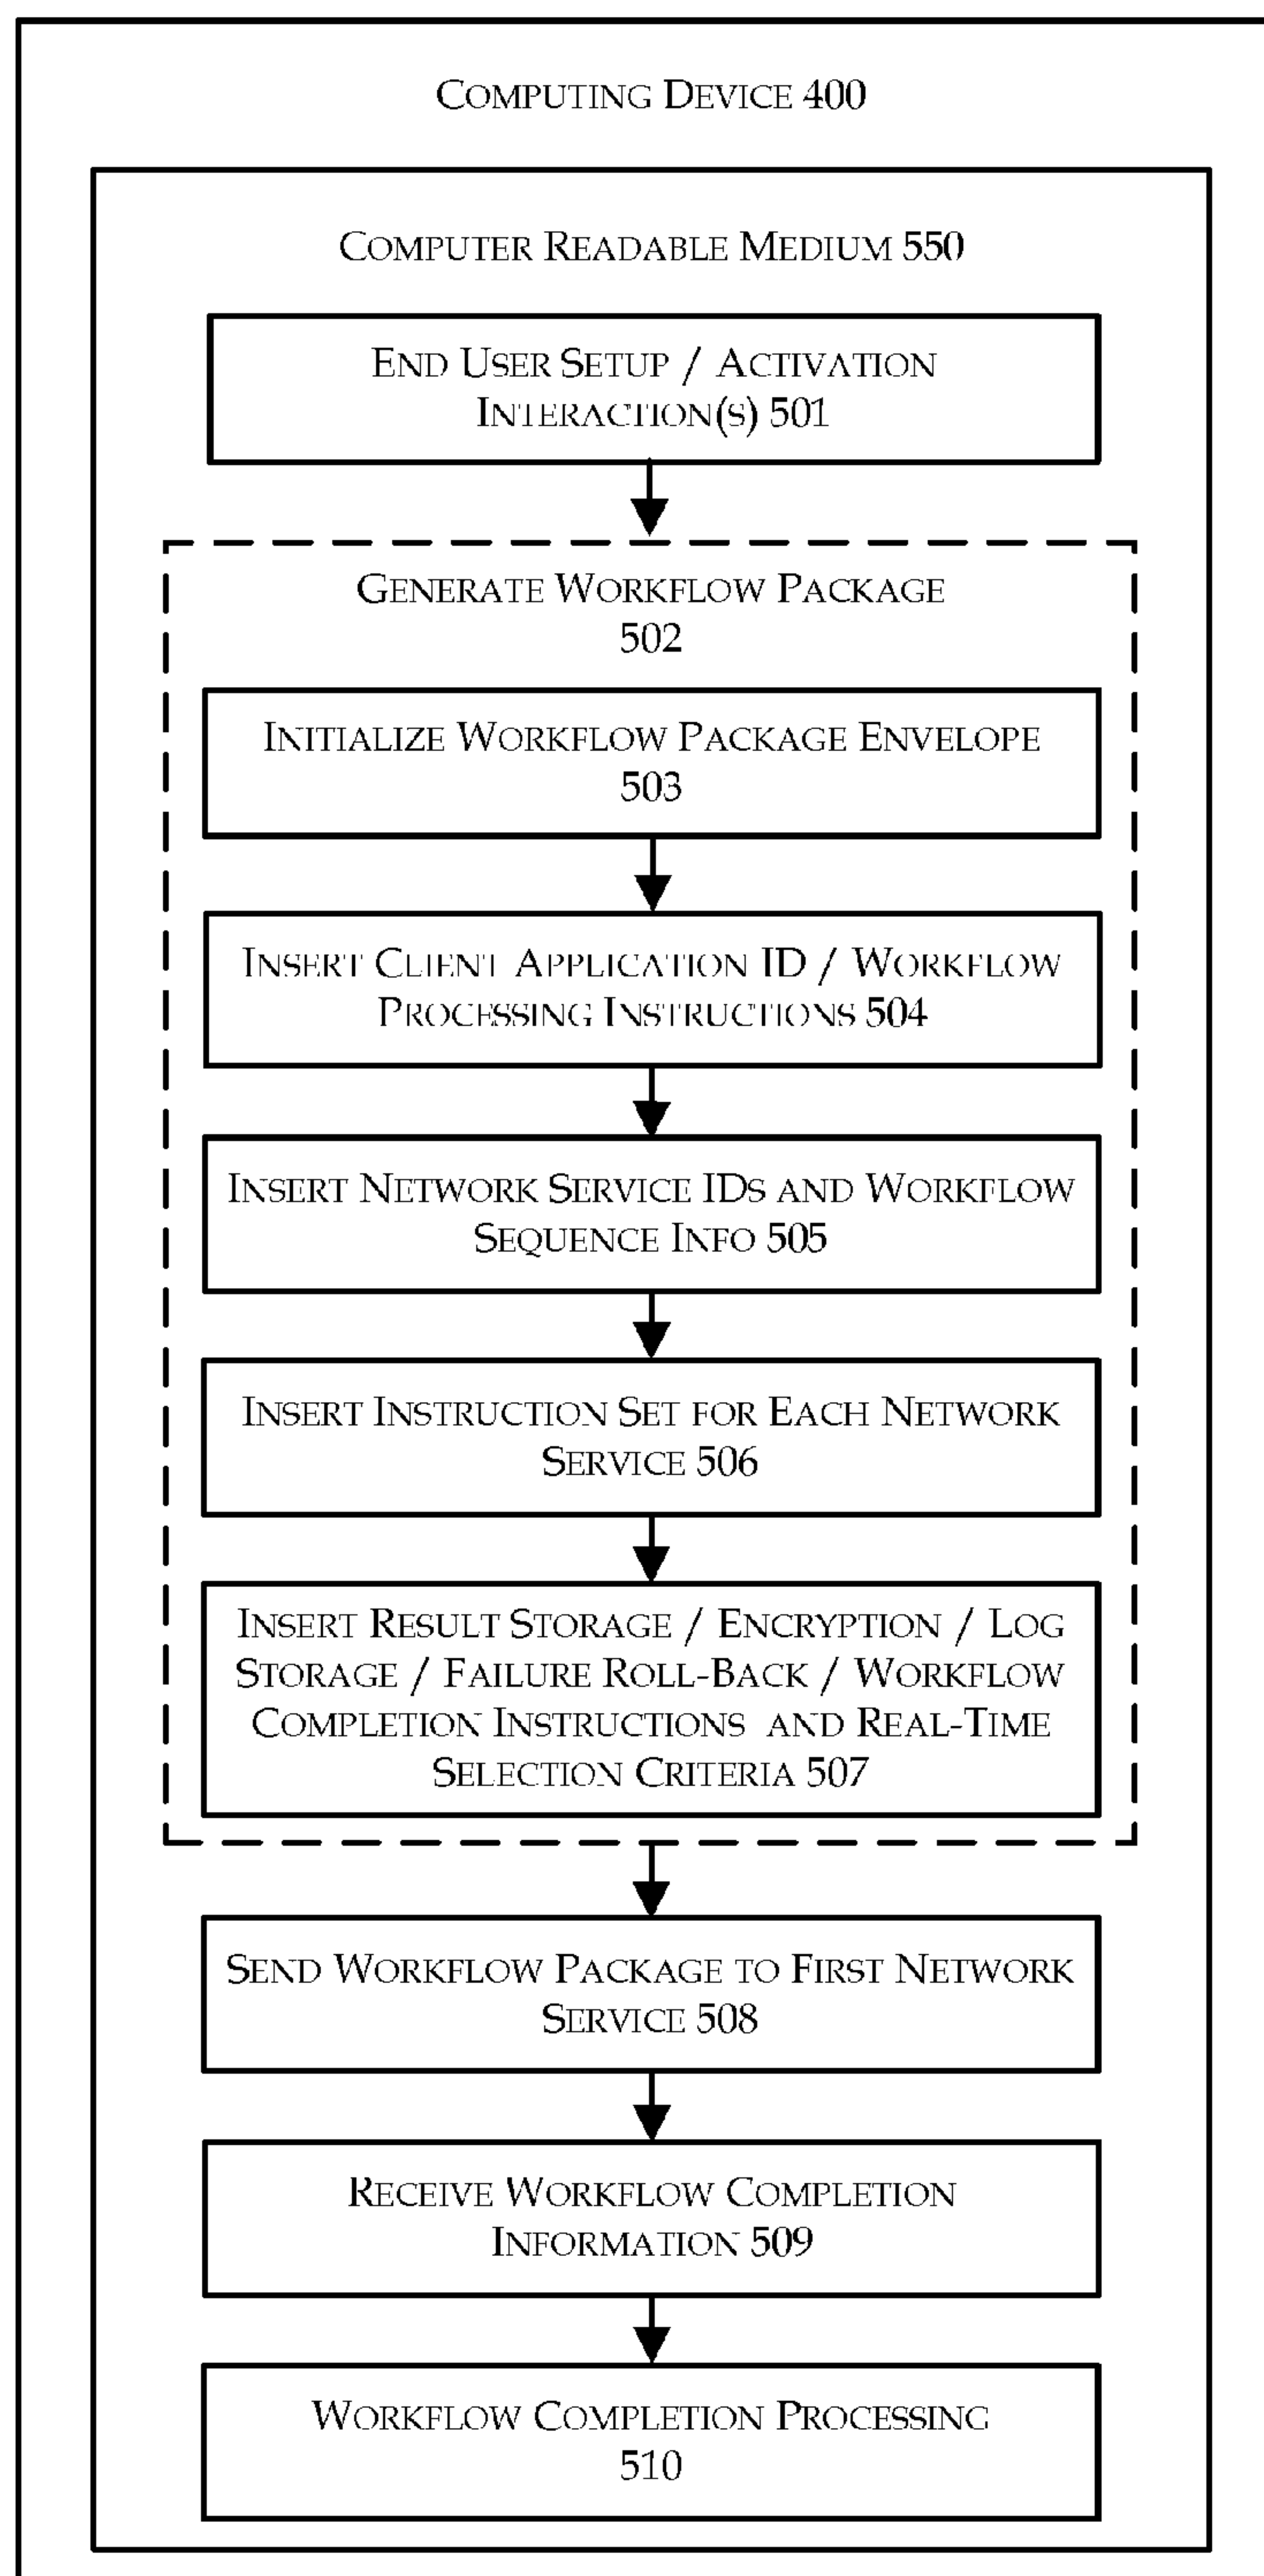 COMPUTING DEVICE 400
COMPUTER READABLE MEDIUM 550
END USER SETUP / ACTIVATION
INTERACTION(S) 501
GENERATE WORKFLOW PACKAGE
502
INITIALIZE WORKFLOW PACKAGE ENVELOPE
503
INSERT CLIENT APPLICATION ID / WORKFLOW
PROCESSING INSTRUCTIONS 504
INSERT NETWORK SERVICE IDS AND WORKFLOW
SEQUENCE INFO 505
INSERT INSTRUCTION SET FOR EACH NETWORK
SERVICE 506
INSERT RESULT STORAGE / ENCRYPTION / LOG
STORAGE / FAILURE ROLL-BACK / WORKFLOW
COMPLETION INSTRUCTIONS AND REAL-TIME
SELECTION CRITERIA 507
SEND WORKFLOW PACKAGE TO FIRST NETWORK
SERVICE 508
RECEIVE WORKFLOW COMPLETION
INFORMATION 509
WORKFLOW COMPLETION PROCESSING
510